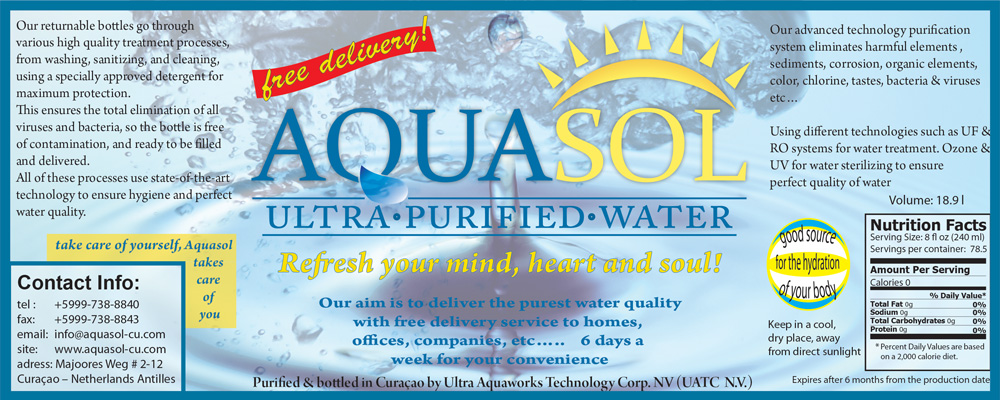 Our returnable bottles go through
various high quality treatment processes,
from washing, sanitizing, and cleaning,
using a specially approved detergent for
maximum protection.
This ensures the total elimination of all
viruses and bacteria, so the bottle is free
of contamination, and ready to be filled
and delivered.
All of these processes use state-of-the-art
technology to ensure hygiene and perfect
water quality.
take care of yourself, Aquasol
takes
care
of
you
Contact Info:
tel : +5999-738-8840
fax: +5999-738-8843
email: info@aquasol-cu.com
site: www.aquasol-cu.com
adress: Majoores Weg # 2-12
Curaçao – Netherlands Antilles
free delivery!
AQUASOL
ULTRA•PURIFIED•WATER
Refresh your mind, heart and soul!
Our aim is to deliver the purest water quality
with free delivery service to homes,
offices, companies, etc..... 6 days a
week for your convenience
Purified & bottled in Curaçao by Ultra Aquaworks Technology Corp. NV (UATC N.V.)
Our advanced technology purification
system eliminates harmful elements ,
sediments, corrosion, organic elements,
color, chlorine, tastes, bacteria & viruses
etc…
Using different technologies such as UF &
RO systems for water treatment. Ozone &
UV for water sterilizing to ensure
perfect quality of water
Volume: 18.9 l
good source
for the hydration
of your body
Keep in a cool,
dry place, away
from direct sunlight
Nutrition Facts
Serving Size: 8 fl oz (240 ml)
Servings per container: 78.5
Amount Per Serving
Calories 0
% Daily Value*
Total Fat 0g 0%
Sodium 0g 0%
Total Carbohydrates 0g 0%
Protein 0g 0%
* Percent Daily Values are based
on a 2,000 calorie diet.
Expires after 6 months from the production date